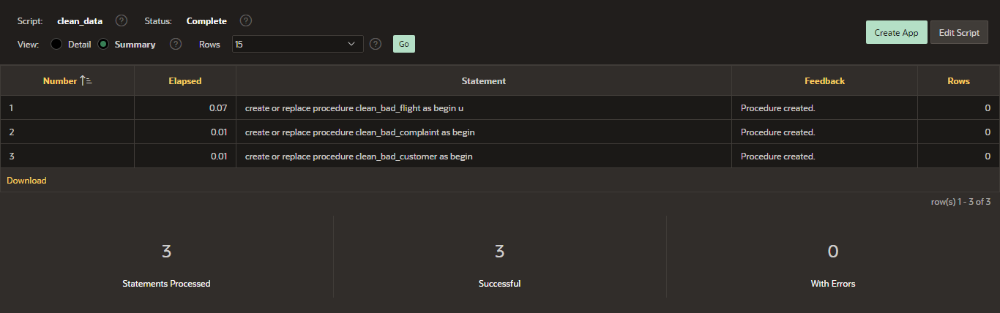 Script: clean_data ? Status: Complete ?
View: Detail Summary ? Rows 15 ? Go
Create App Edit Script
Number Elapsed Statement Feedback Rows
1 0.07 create or replace procedure clean_bad_flight as begin u Procedure created. 0
2 0.01 create or replace procedure clean_bad_complaint as begin Procedure created. 0
3 0.01 create or replace procedure clean_bad_customer as begin Procedure created. 0
Download
row(s) 1 - 3 of 3
3 3 0
Statements Processed Successful With Errors